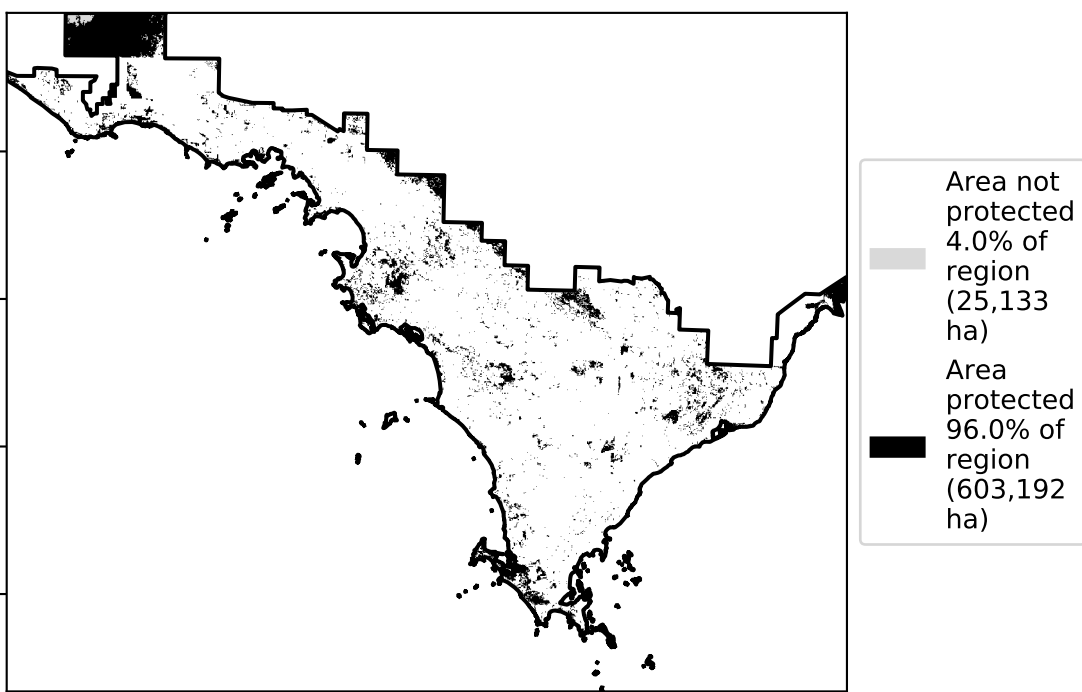 Area not
protected
4.0% of
region
(25,133
ha)
Area
protected
96.0% of
region
(603,192
ha)